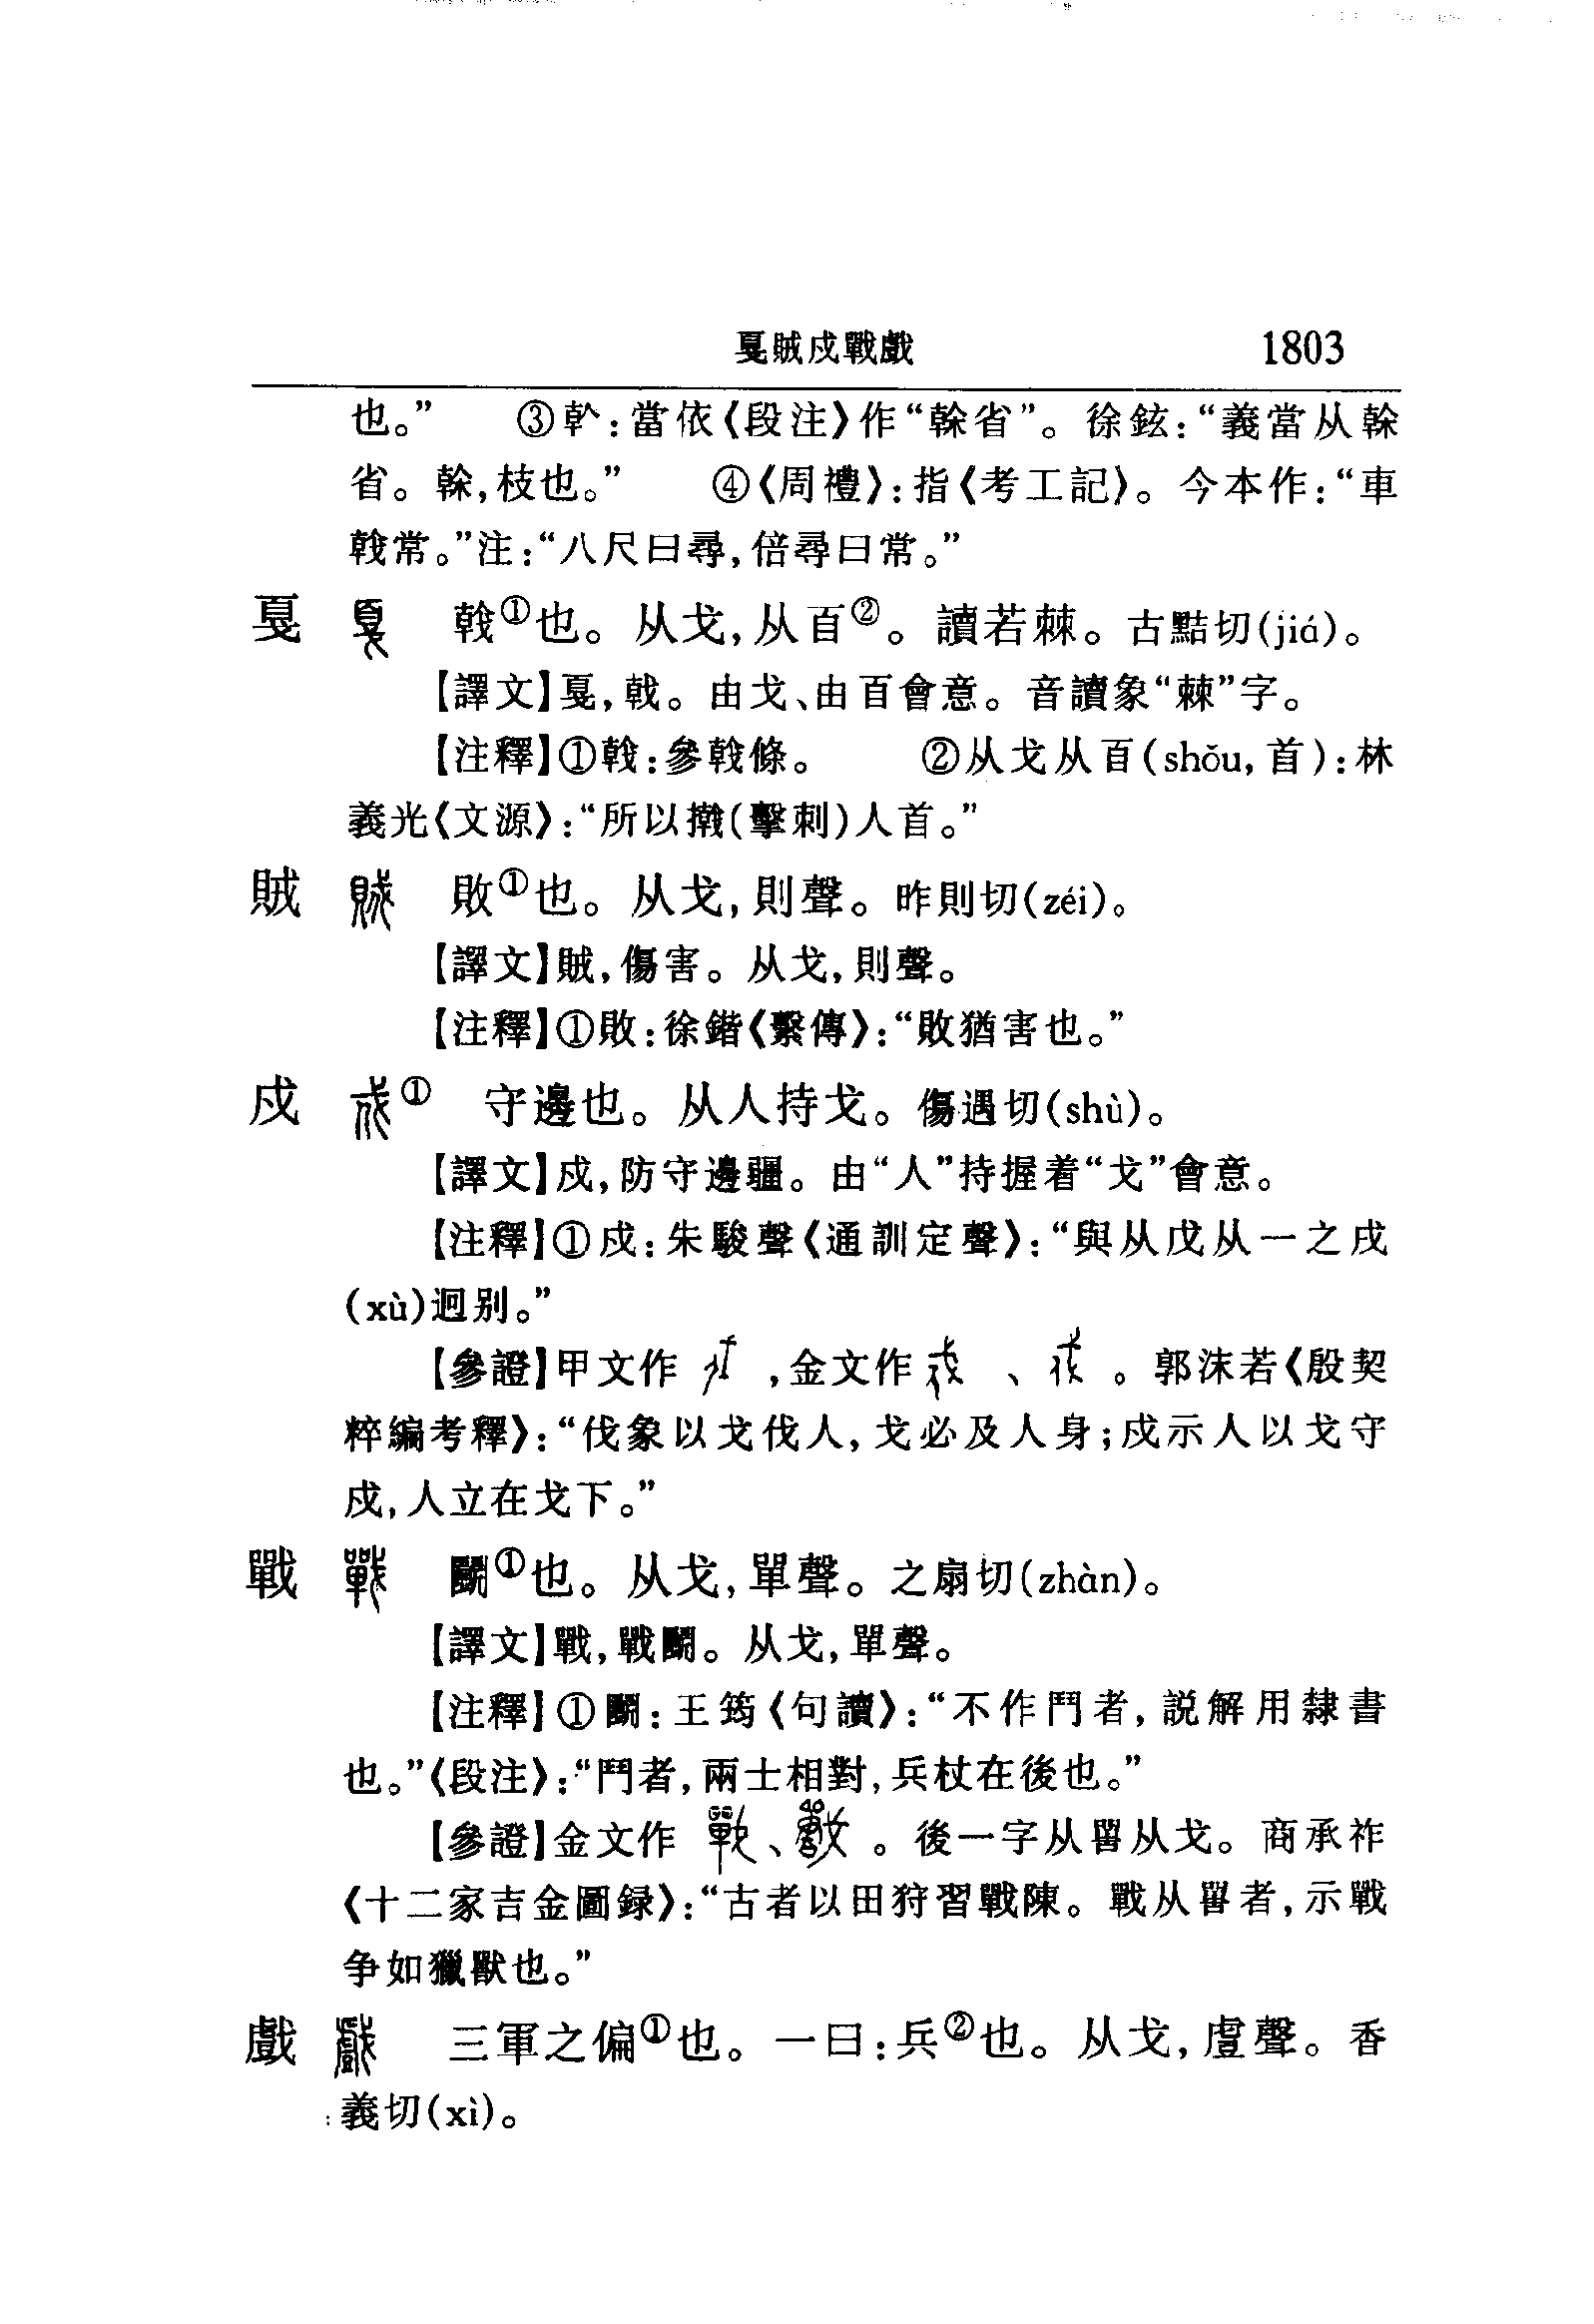 戛賊戍戰戲 1803
也。” ③倝：當依《段注》作“榦省”。徐鉉：“義當从榦
省。榦，枝也。” ④《周禮》：指《考工記》。今本作：“車
戟常。”注：“八尺曰尋，倍尋曰常。”
戛 戟①也。从戈，从𦣻②。讀若棘。古黠切(jiá)。
【譯文】戛，戟。由戈、由𦣻會意。音讀象“棘”字。
【注釋】①戟：參戟條。 ②从戈从𦣻(shǒu，首)：林
義光《文源》：“所以撠(擊刺)人首。”
賊 敗①也。从戈，則聲。昨則切(zéi)。
【譯文】賊，傷害。从戈，則聲。
【注釋】①敗：徐鍇《繫傳》：“敗猶害也。”
戍 ① 守邊也。从人持戈。傷遇切(shù)。
【譯文】戍，防守邊疆。由“人”持握着“戈”會意。
【注釋】①戍：朱駿聲《通訓定聲》：“與从戊从一之戌
(xù)迥别。”
【參證】甲文作 ，金文作 、 。郭沫若《殷契
粹編考釋》：“伐象以戈伐人，戈必及人身；戍示人以戈守
戍，人立在戈下。”
戰 鬭①也。从戈，單聲。之扇切(zhàn)。
【譯文】戰，戰鬭。从戈，單聲。
【注釋】①鬭：王筠《句讀》：“不作鬥者，説解用隸書
也。”《段注》：“鬥者，兩士相對，兵杖在後也。”
【參證】金文作 、 。後一字从嘼从戈。商承祚
《十二家吉金圖録》：“古者以田狩習戰陳。戰从嘼者，示戰
争如獵獸也。”
戲 三軍之偏①也。一曰：兵②也。从戈，䖒聲。香
義切(xì)。